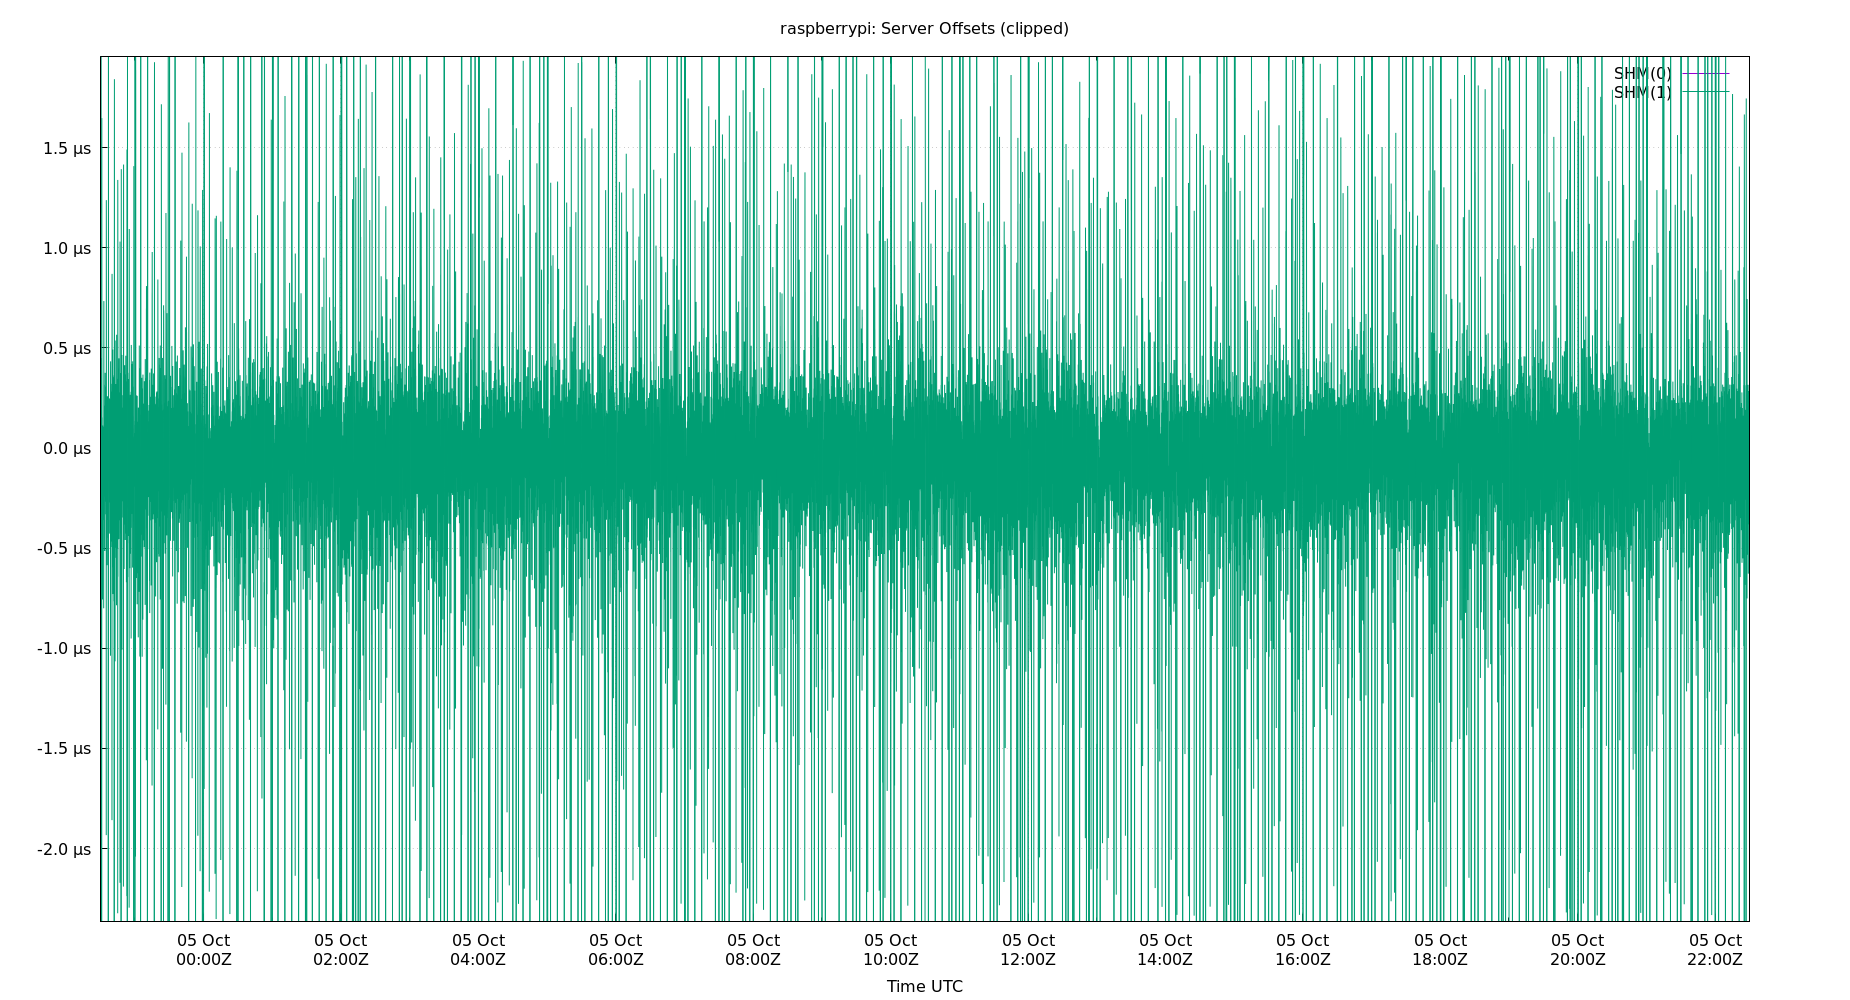 raspberrypi: Server Offsets (clipped)
SHM(0)
SHM(1)
1.5 µs
1.0 µs
0.5 µs
0.0 µs
-0.5 µs
-1.0 µs
-1.5 µs
-2.0 µs
05 Oct 05 Oct 05 Oct 05 Oct 05 Oct 05 Oct 05 Oct 05 Oct 05 Oct 05 Oct 05 Oct 05 Oct
00:00Z 02:00Z 04:00Z 06:00Z 08:00Z 10:00Z 12:00Z 14:00Z 16:00Z 18:00Z 20:00Z 22:00Z
Time UTC